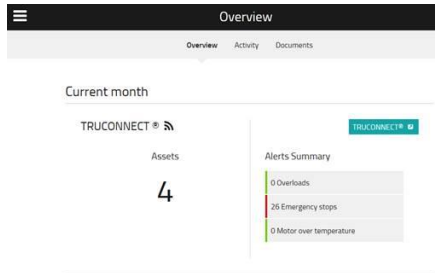 Overview
Overview Activity Documents
Current month
TRUCONNECT ®
TRUCONNECT®
Assets
4
Alerts Summary
0 Overloads
26 Emergency stops
0 Motor over temperature